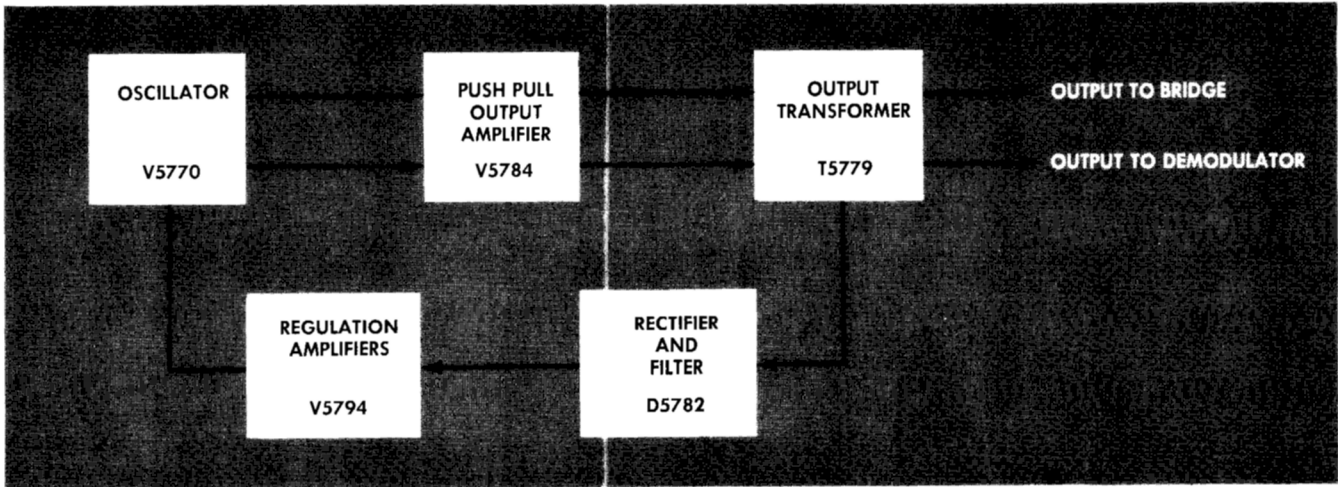 OSCILLATOR
V5770
PUSH PULL
OUTPUT
AMPLIFIER
V5784
OUTPUT
TRANSFORMER
T5779
OUTPUT TO BRIDGE
OUTPUT TO DEMODULATOR
REGULATION
AMPLIFIERS
V5794
RECTIFIER
AND
FILTER
D5782